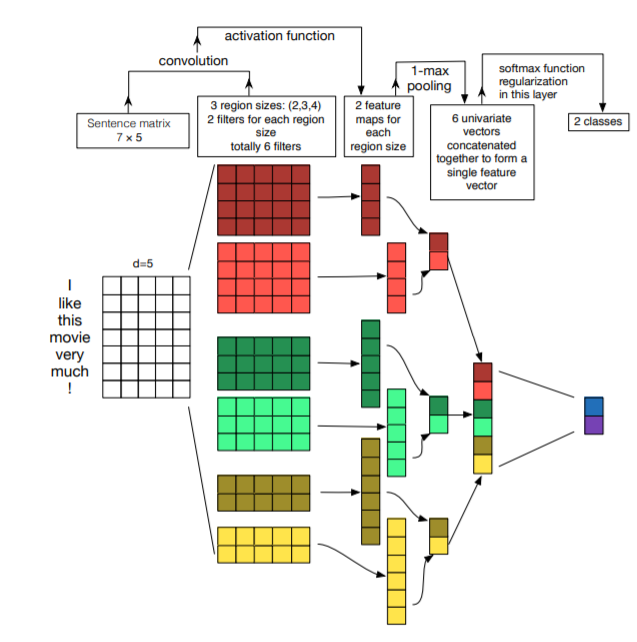 activation function
convolution
1-max
pooling
softmax function
regularization
in this layer
Sentence matrix
7 × 5
3 region sizes: (2,3,4)
2 filters for each region
size
totally 6 filters
2 feature
maps for
each
region size
6 univariate
vectors
concatenated
together to form a
single feature
vector
2 classes
d=5
I
like
this
movie
very
much
!